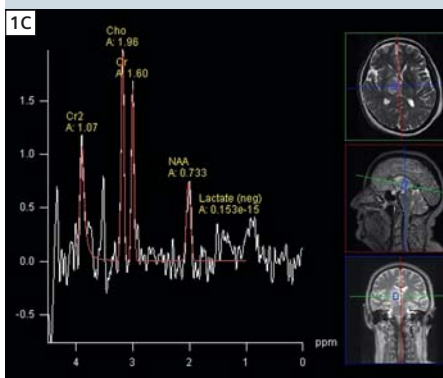 1C
Cho
A: 1.96
Cr
A: 1.60
Cr2
A: 1.07
NAA
A: 0.733
Lactate (neg)
A: 0.153e-15
1.5
1.0
0.5
0.0
-0.5
4
3
2
1
0
ppm